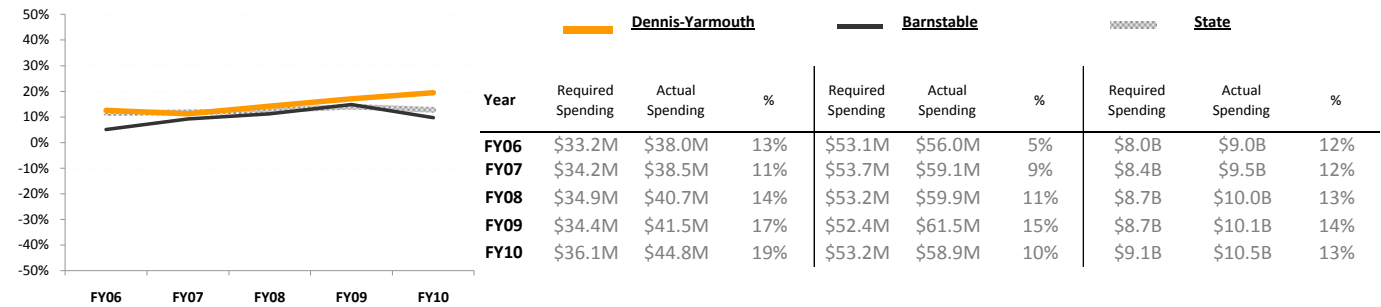 50%
40%
30%
20%
10%
0%
-10%
-20%
-30%
-40%
-50%
FY06 FY07 FY08 FY09 FY10
Dennis-Yarmouth Barnstable State
Year Required Spending Actual Spending % Required Spending Actual Spending % Required Spending Actual Spending %
FY06 $33.2M $38.0M 13% $53.1M $56.0M 5% $8.0B $9.0B 12%
FY07 $34.2M $38.5M 11% $53.7M $59.1M 9% $8.4B $9.5B 12%
FY08 $34.9M $40.7M 14% $53.2M $59.9M 11% $8.7B $10.0B 13%
FY09 $34.4M $41.5M 17% $52.4M $61.5M 15% $8.7B $10.1B 14%
FY10 $36.1M $44.8M 19% $53.2M $58.9M 10% $9.1B $10.5B 13%